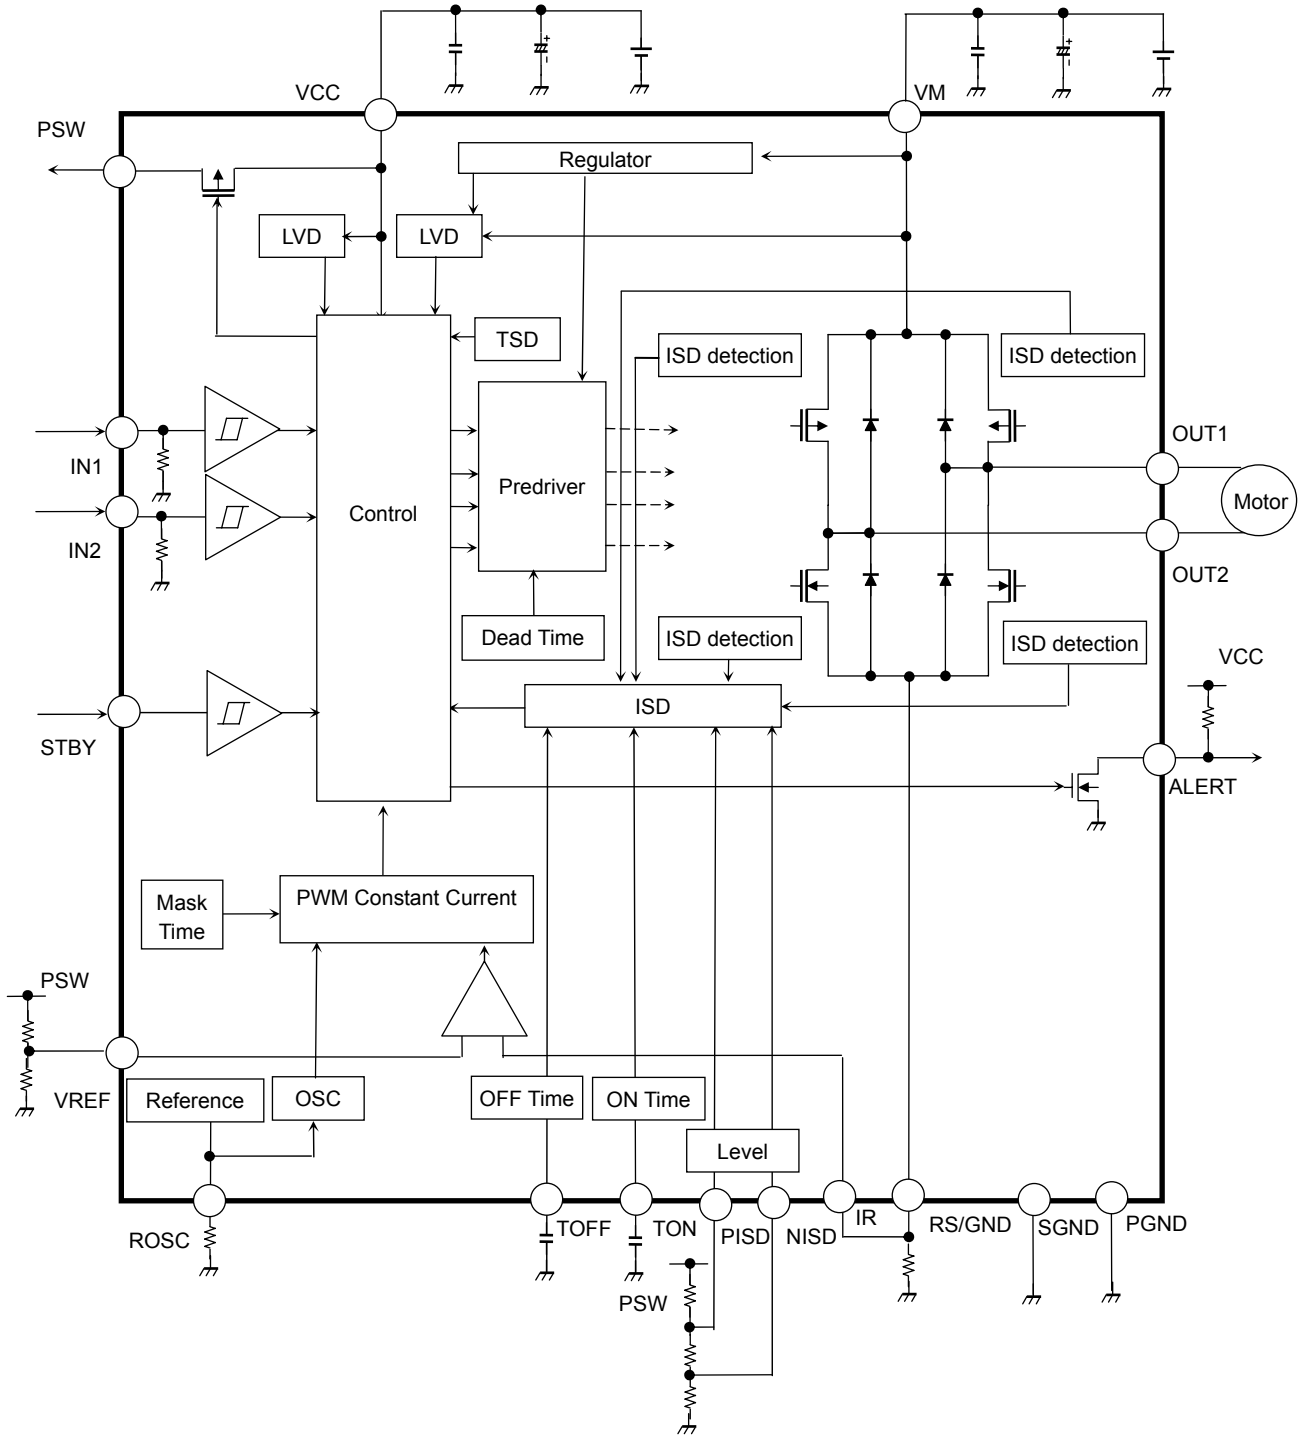 VCC
VM
PSW
Regulator
LVD
LVD
TSD
ISD detection
ISD detection
OUT1
IN1
Predriver
Motor
Control
IN2
OUT2
Dead Time
ISD detection
ISD detection
VCC
ISD
STBY
ALERT
PWM Constant Current
Mask
Time
PSW
VREF
Reference
OSC
OFF Time
ON Time
Level
ROSC
TOFF
TON
PISD
NISD
IR
RS/GND
SGND
PGND
PSW